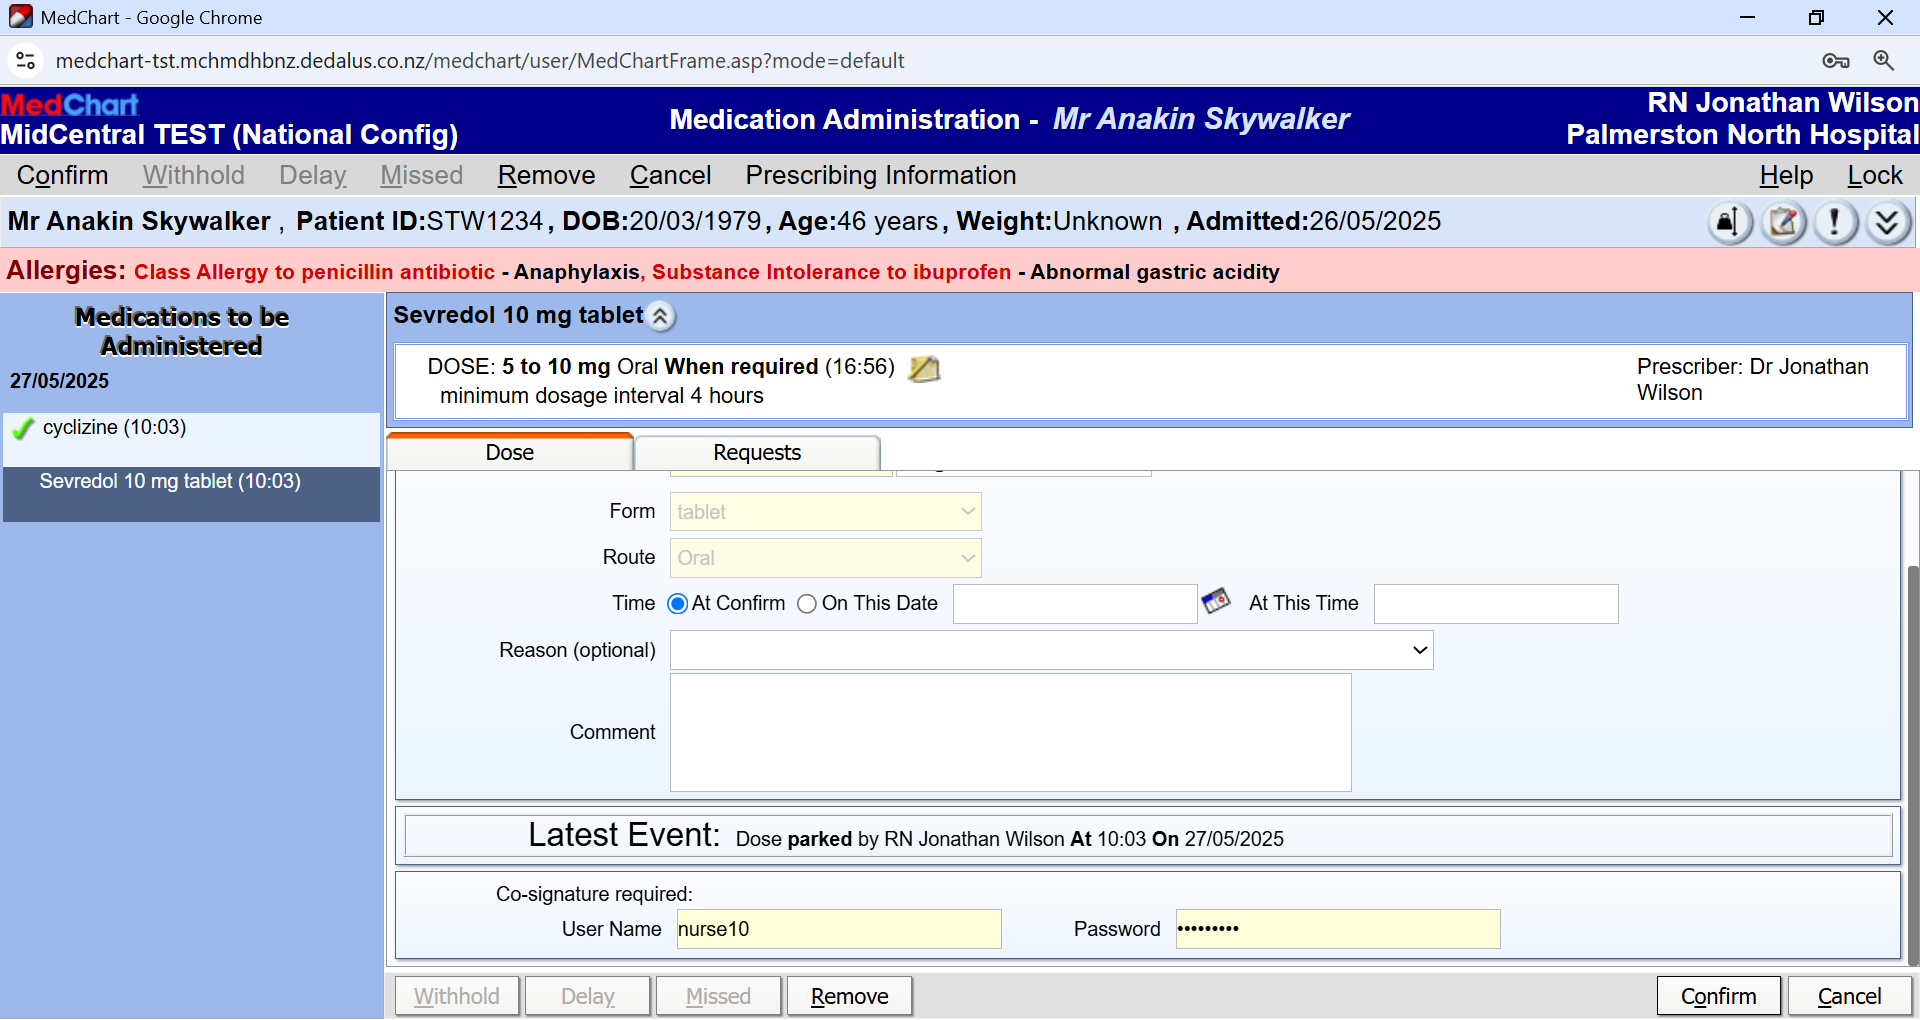 MedChart - Google Chrome
medchart-tst.mchmdhbnz.dedalus.co.nz/medchart/user/MedChartFrame.asp?mode=default
MedChart
MidCentral TEST (National Config)
Medication Administration - Mr Anakin Skywalker
RN Jonathan Wilson
Palmerston North Hospital
Confirm Withhold Delay Missed Remove Cancel Prescribing Information Help Lock
Mr Anakin Skywalker , Patient ID:STW1234, DOB:20/03/1979, Age:46 years, Weight:Unknown , Admitted:26/05/2025
Allergies: Class Allergy to penicillin antibiotic - Anaphylaxis, Substance Intolerance to ibuprofen - Abnormal gastric acidity
Medications to be
Administered
27/05/2025
cyclizine (10:03)
Sevredol 10 mg tablet (10:03)
Sevredol 10 mg tablet
DOSE: 5 to 10 mg Oral When required (16:56)
minimum dosage interval 4 hours
Prescriber: Dr Jonathan
Wilson
Dose Requests
Form tablet
Route Oral
Time At Confirm On This Date At This Time
Reason (optional)
Comment
Latest Event: Dose parked by RN Jonathan Wilson At 10:03 On 27/05/2025
Co-signature required:
User Name nurse10 Password •••••••••
Withhold Delay Missed Remove Confirm Cancel